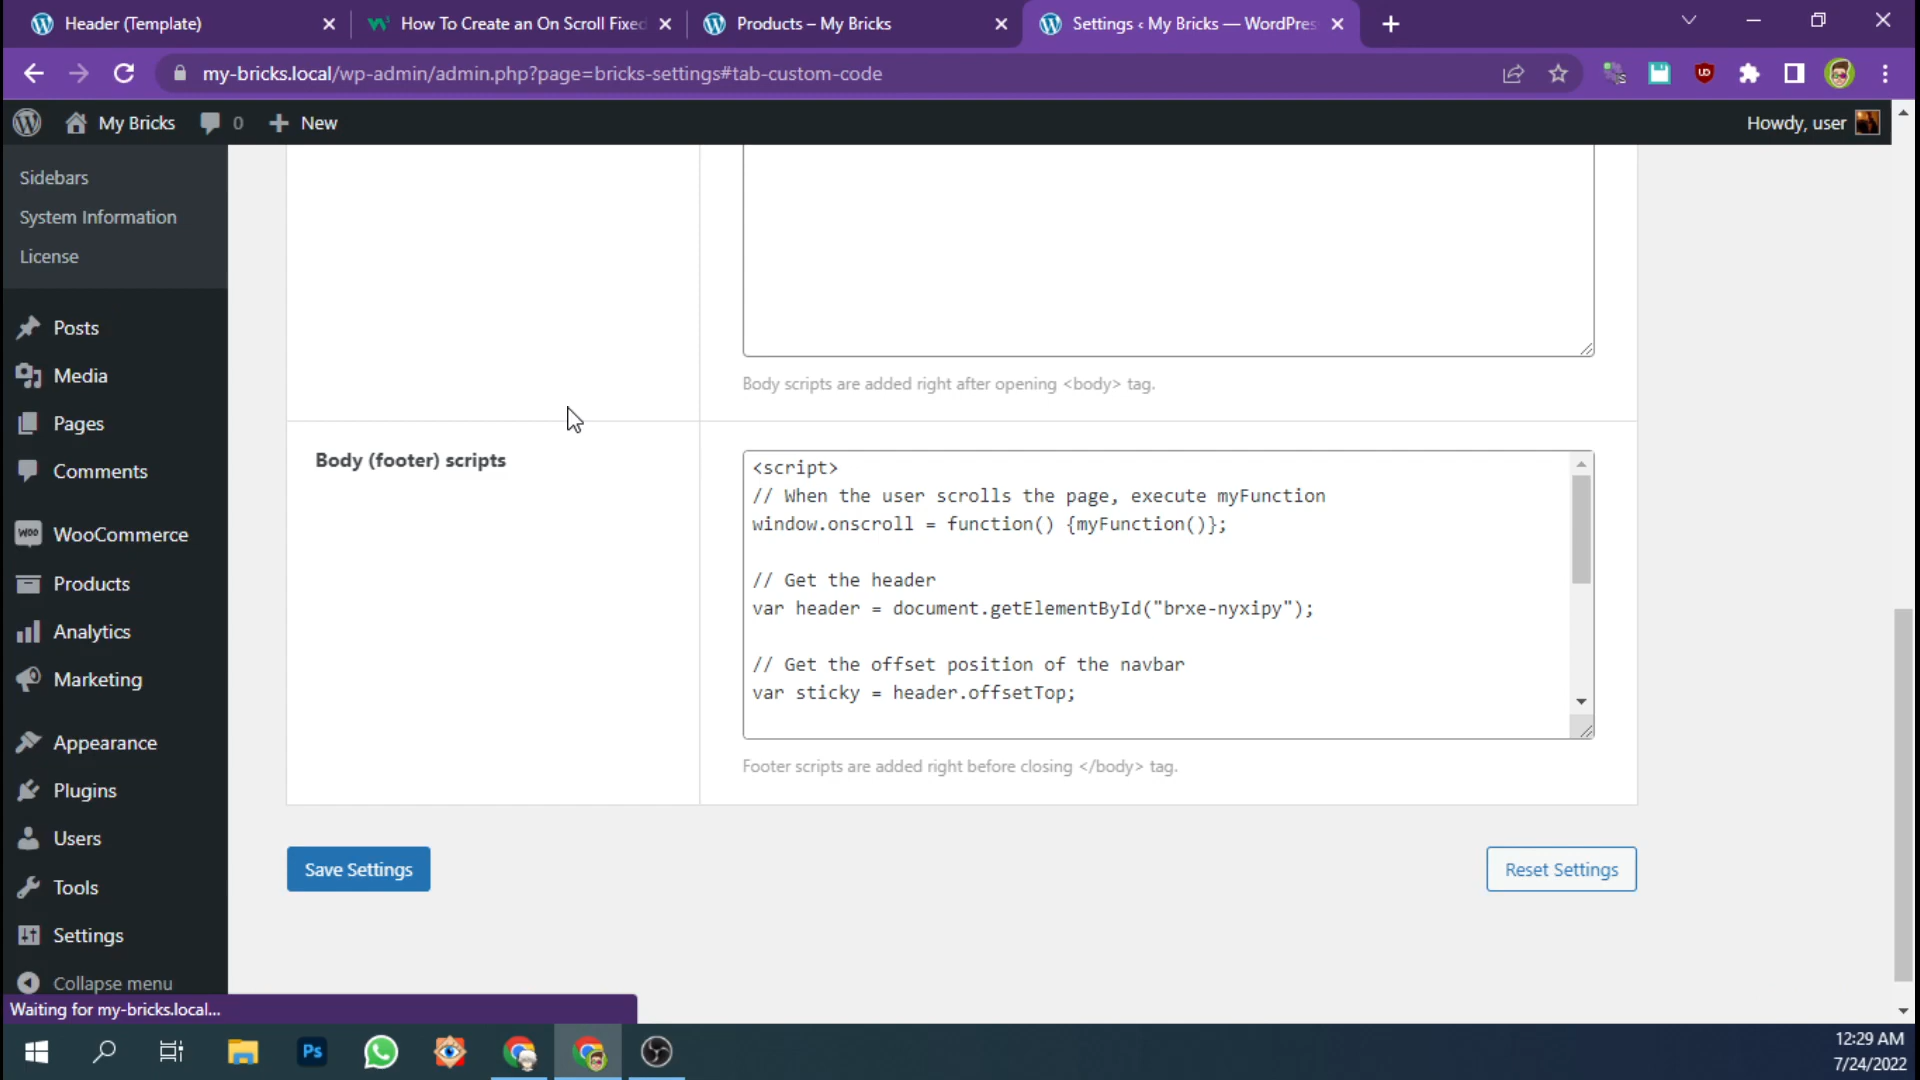 Header (Template)
How To Create an On Scroll Fixed
Products – My Bricks
Settings ‹ My Bricks — WordPres
my-bricks.local/wp-admin/admin.php?page=bricks-settings#tab-custom-code
My Bricks
0
New
Howdy, user
Sidebars
System Information
License
Posts
Media
Pages
Comments
WooCommerce
Products
Analytics
Marketing
Appearance
Plugins
Users
Tools
Settings
Collapse menu
Body scripts are added right after opening <body> tag.
Body (footer) scripts
<script>
// When the user scrolls the page, execute myFunction
window.onscroll = function() {myFunction()};
// Get the header
var header = document.getElementById("brxe-nyxipy");
// Get the offset position of the navbar
var sticky = header.offsetTop;
Footer scripts are added right before closing </body> tag.
Save Settings
Reset Settings
Waiting for my-bricks.local...
Ps
12:29 AM
7/24/2022